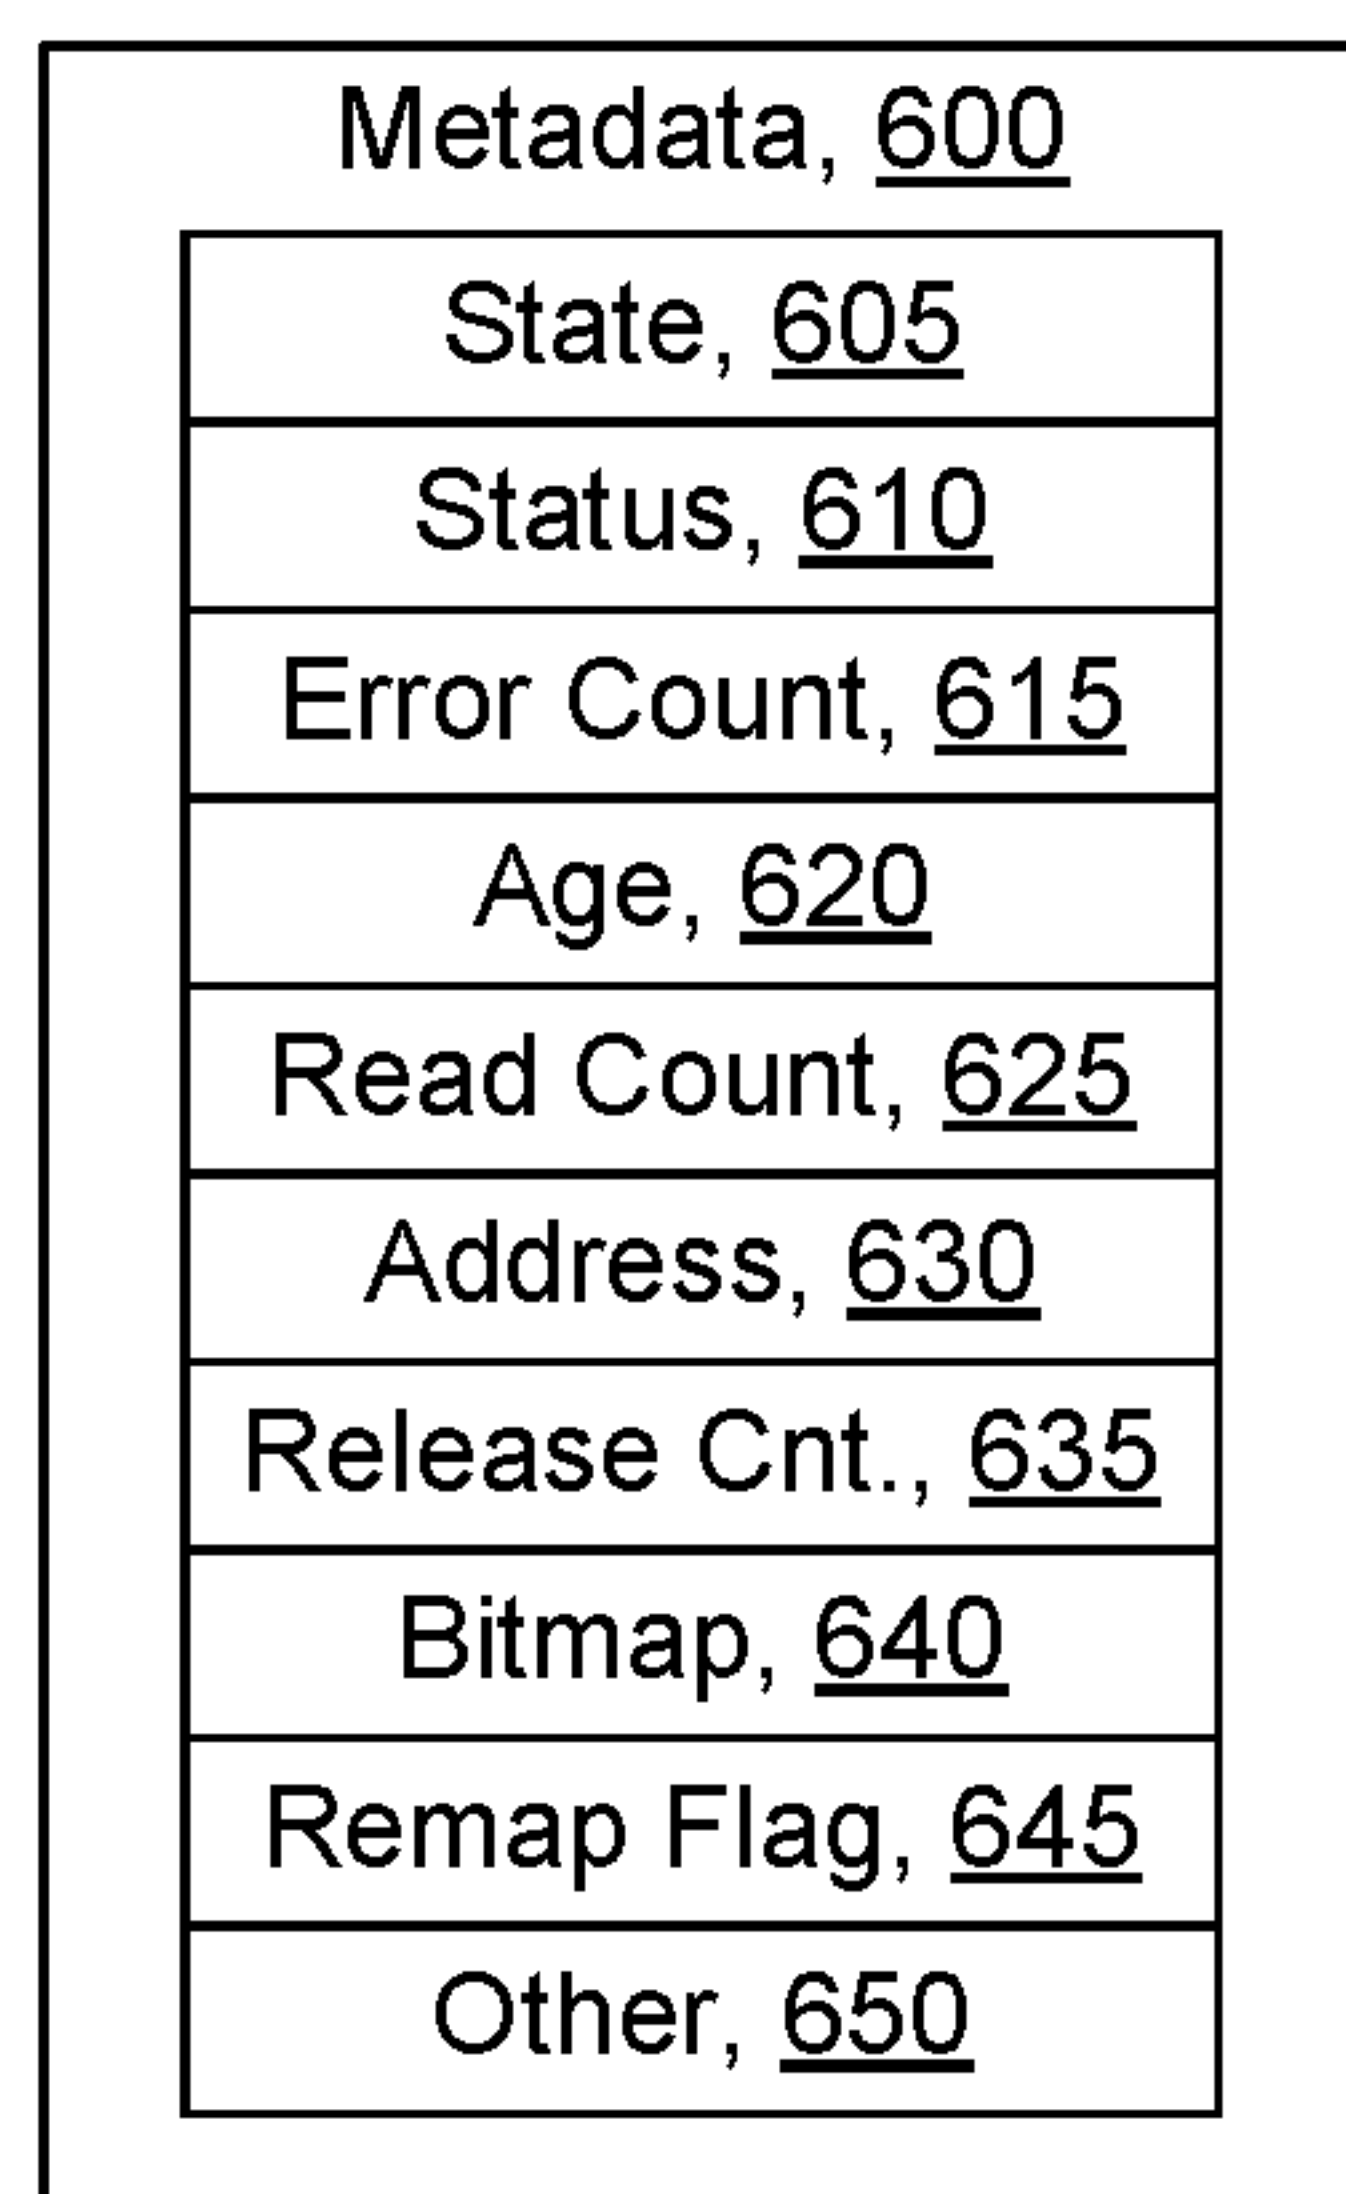 Metadata, 600
State, 605
Status, 610
Error Count, 615
Age, 620
Read Count, 625
Address, 630
Release Cnt., 635
Bitmap, 640
Remap Flag, 645
Other, 650